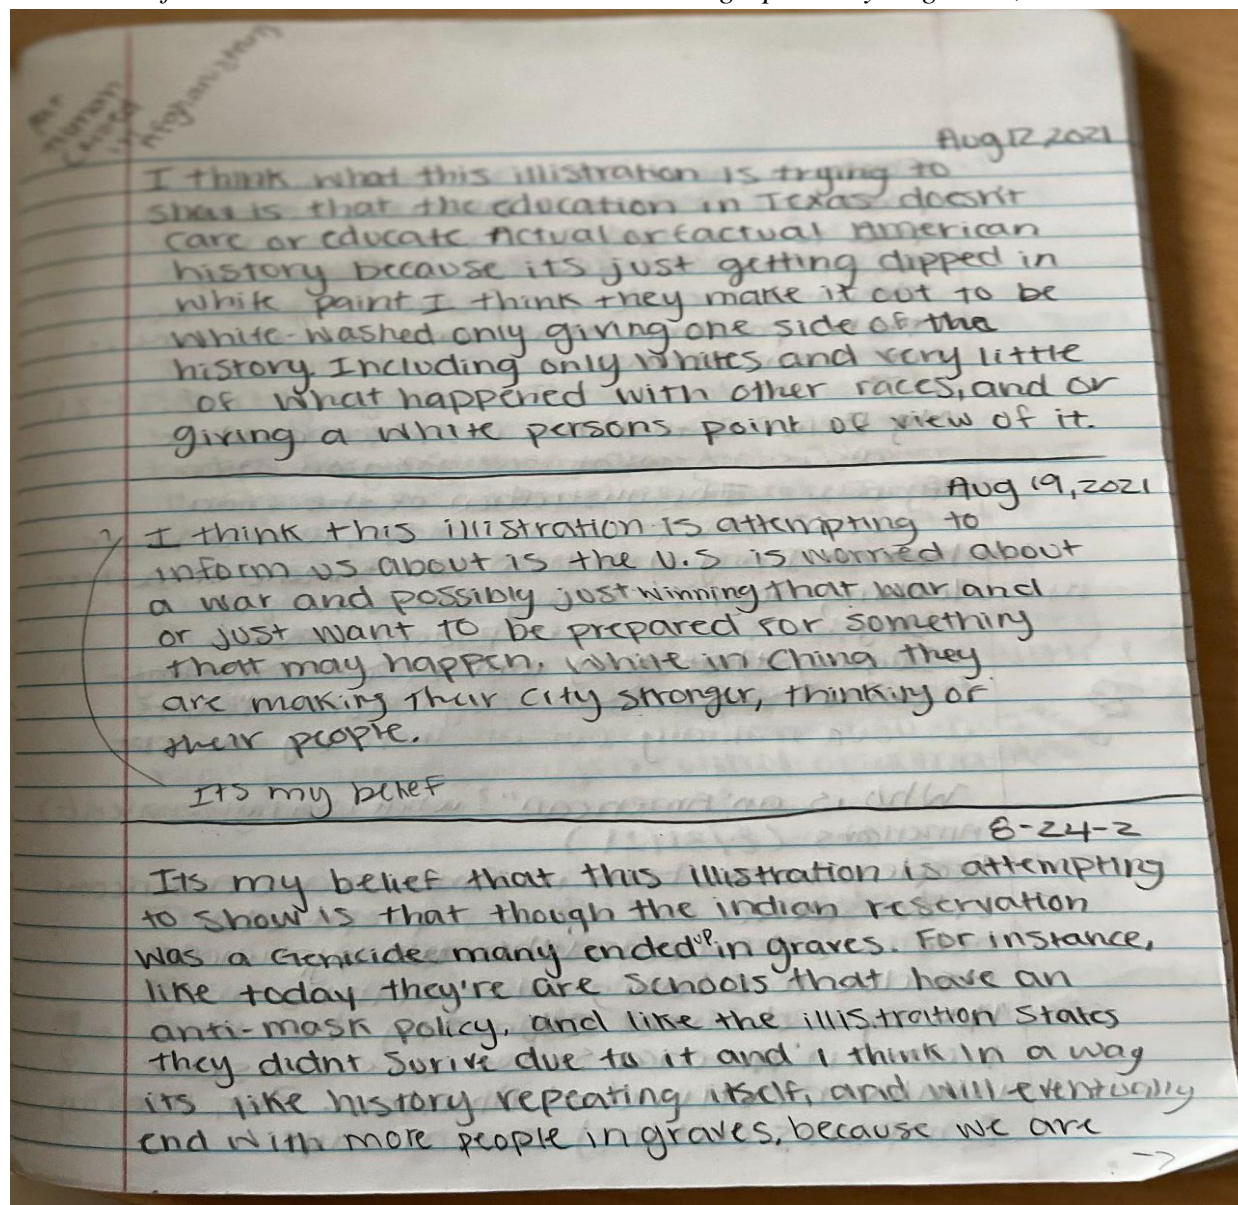 Afghanistan
Aug 12, 2021
I think what this illistration is trying to
is that the education in Texas doesn't
care or educate Actual or factual American
history because its just getting dipped in
white paint I think they make it out to be
white-washed only giving one side of the
history. Including only whites and very little
of what happened with other races, and or
giving a white persons point of view of it.
Aug 19, 2021
I think this illistration is attempting to
inform us about is the U.S is worried about
a war and possibly just winning that war and
or just want to be prepared for something
that may happen. While in China they
are making their city stronger, thinking of
their people.
Its my belief
8-24-2
Its my belief that this illistration is attempting
to show is that though the indian reservation
was a Genicide many ended up in graves. For instance,
like today they're are schools that have an
anti-mask policy, and like the illistration states
they didnt surive due to it and i think in a way
its like history repeating itself, and will eventually
end with more people in graves, because we are
->